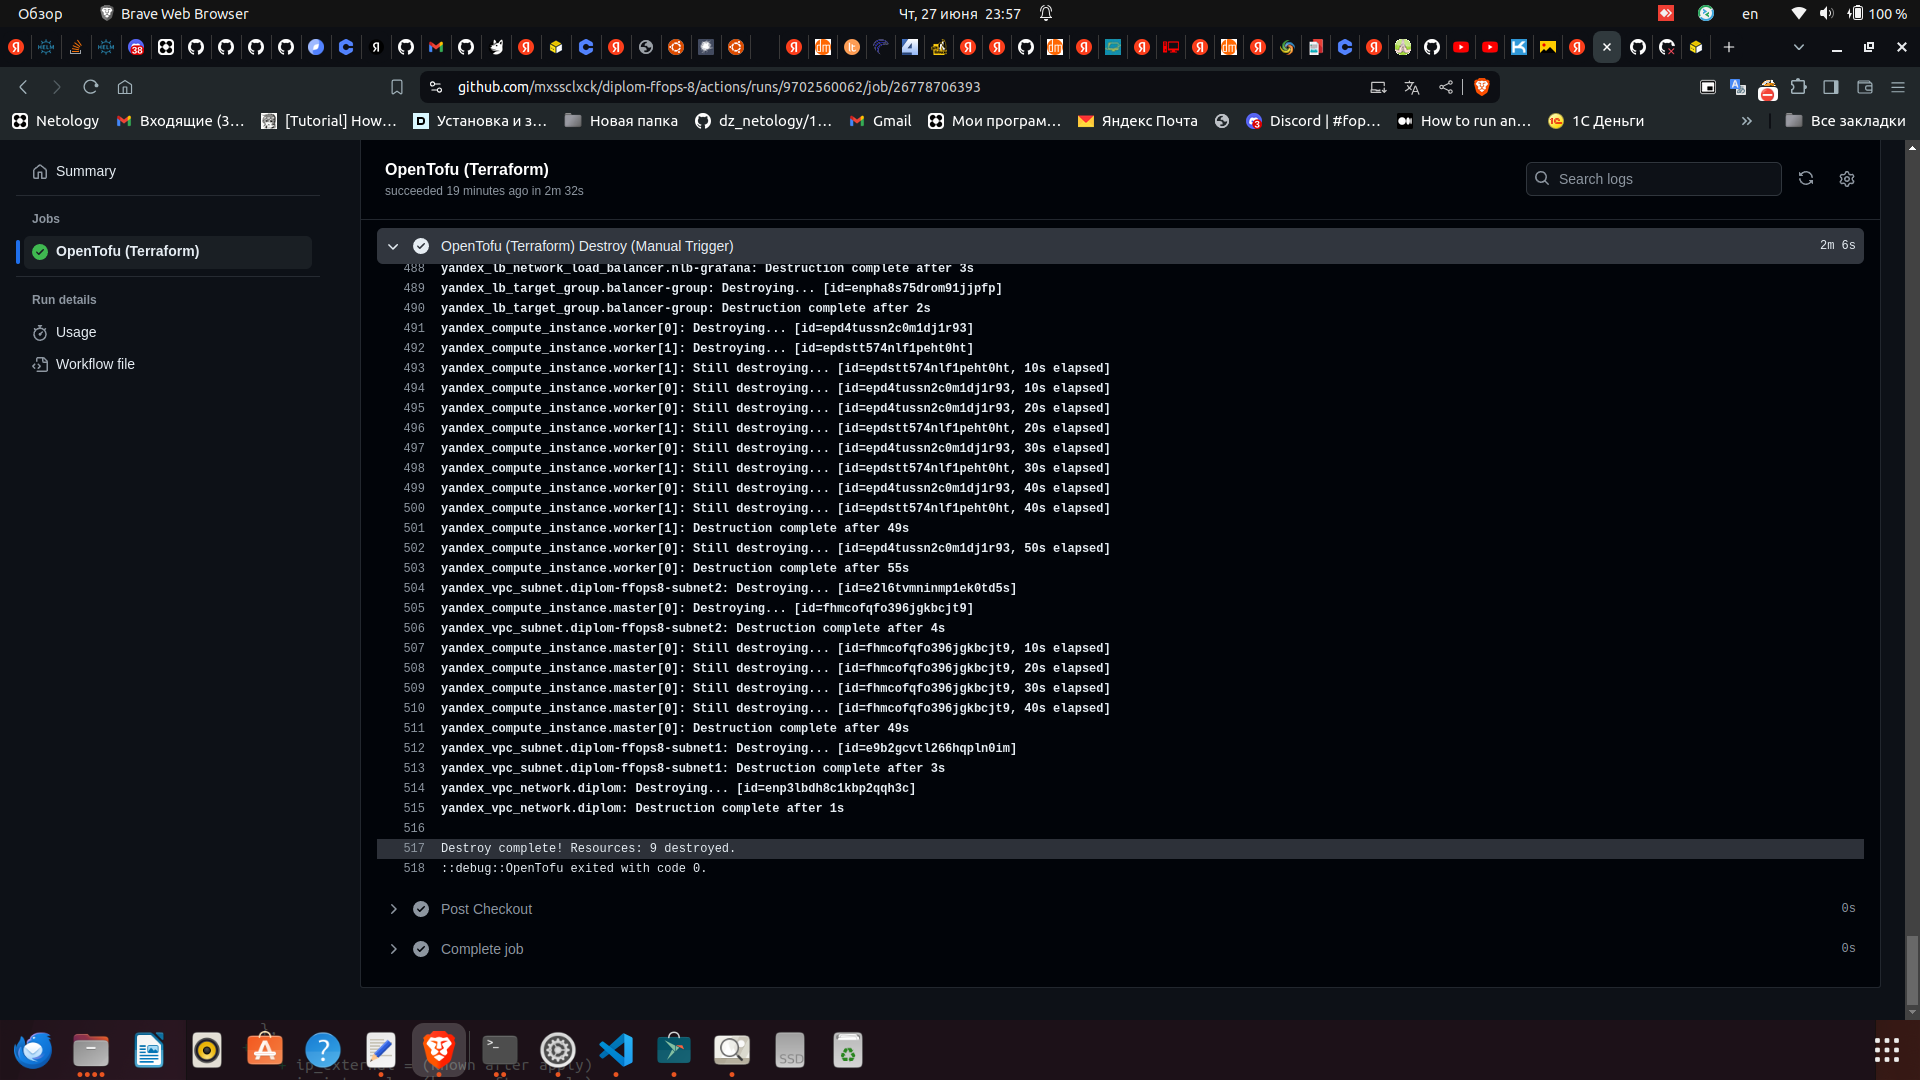 Обзор
Brave Web Browser
Чт, 27 июня 23:57
en
100 %
github.com/mxssclxck/diplom-ffops-8/actions/runs/9702560062/job/26778706393
Netology
Входящие (3...
[Tutorial] How...
Установка и з...
Новая папка
dz_netology/1...
Gmail
Мои програм...
Яндекс Почта
Discord | #fop...
How to run an...
1С Деньги
Все закладки
Summary
Jobs
OpenTofu (Terraform)
Run details
Usage
Workflow file
OpenTofu (Terraform)
succeeded 19 minutes ago in 2m 32s
Search logs
OpenTofu (Terraform) Destroy (Manual Trigger)
2m 6s
488 yandex_lb_network_load_balancer.nlb-grafana: Destruction complete after 3s
489 yandex_lb_target_group.balancer-group: Destroying... [id=enpha8s75drom91jjpfp]
490 yandex_lb_target_group.balancer-group: Destruction complete after 2s
491 yandex_compute_instance.worker[0]: Destroying... [id=epd4tussn2c0m1dj1r93]
492 yandex_compute_instance.worker[1]: Destroying... [id=epdstt574nlf1peht0ht]
493 yandex_compute_instance.worker[1]: Still destroying... [id=epdstt574nlf1peht0ht, 10s elapsed]
494 yandex_compute_instance.worker[0]: Still destroying... [id=epd4tussn2c0m1dj1r93, 10s elapsed]
495 yandex_compute_instance.worker[0]: Still destroying... [id=epd4tussn2c0m1dj1r93, 20s elapsed]
496 yandex_compute_instance.worker[1]: Still destroying... [id=epdstt574nlf1peht0ht, 20s elapsed]
497 yandex_compute_instance.worker[0]: Still destroying... [id=epd4tussn2c0m1dj1r93, 30s elapsed]
498 yandex_compute_instance.worker[1]: Still destroying... [id=epdstt574nlf1peht0ht, 30s elapsed]
499 yandex_compute_instance.worker[0]: Still destroying... [id=epd4tussn2c0m1dj1r93, 40s elapsed]
500 yandex_compute_instance.worker[1]: Still destroying... [id=epdstt574nlf1peht0ht, 40s elapsed]
501 yandex_compute_instance.worker[1]: Destruction complete after 49s
502 yandex_compute_instance.worker[0]: Still destroying... [id=epd4tussn2c0m1dj1r93, 50s elapsed]
503 yandex_compute_instance.worker[0]: Destruction complete after 55s
504 yandex_vpc_subnet.diplom-ffops8-subnet2: Destroying... [id=e2l6tvmninmp1ek0td5s]
505 yandex_compute_instance.master[0]: Destroying... [id=fhmcofqfo396jgkbcjt9]
506 yandex_vpc_subnet.diplom-ffops8-subnet2: Destruction complete after 4s
507 yandex_compute_instance.master[0]: Still destroying... [id=fhmcofqfo396jgkbcjt9, 10s elapsed]
508 yandex_compute_instance.master[0]: Still destroying... [id=fhmcofqfo396jgkbcjt9, 20s elapsed]
509 yandex_compute_instance.master[0]: Still destroying... [id=fhmcofqfo396jgkbcjt9, 30s elapsed]
510 yandex_compute_instance.master[0]: Still destroying... [id=fhmcofqfo396jgkbcjt9, 40s elapsed]
511 yandex_compute_instance.master[0]: Destruction complete after 49s
512 yandex_vpc_subnet.diplom-ffops8-subnet1: Destroying... [id=e9b2gcvtl266hqpln0im]
513 yandex_vpc_subnet.diplom-ffops8-subnet1: Destruction complete after 3s
514 yandex_vpc_network.diplom: Destroying... [id=enp3lbdh8c1kbp2qqh3c]
515 yandex_vpc_network.diplom: Destruction complete after 1s
516
517 Destroy complete! Resources: 9 destroyed.
518 ::debug::OpenTofu exited with code 0.
Post Checkout
0s
Complete job
0s
SSD
+ ip_external = (known after apply)